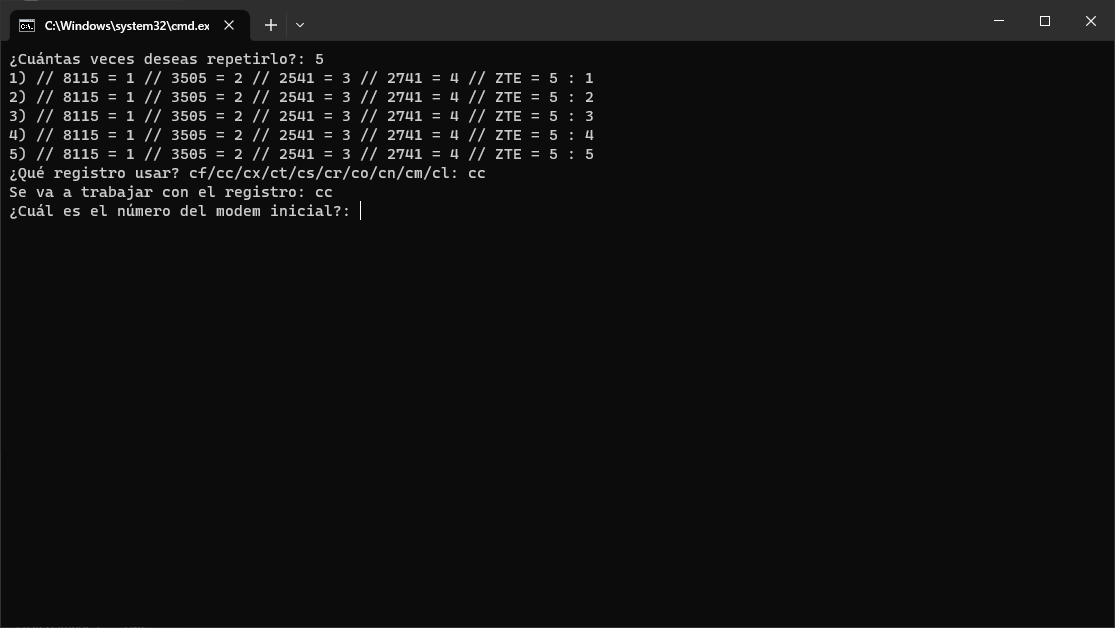 C:\Windows\system32\cmd.ex
¿Cuántas veces deseas repetirlo?: 5
1) // 8115 = 1 // 3505 = 2 // 2541 = 3 // 2741 = 4 // ZTE = 5 : 1
2) // 8115 = 1 // 3505 = 2 // 2541 = 3 // 2741 = 4 // ZTE = 5 : 2
3) // 8115 = 1 // 3505 = 2 // 2541 = 3 // 2741 = 4 // ZTE = 5 : 3
4) // 8115 = 1 // 3505 = 2 // 2541 = 3 // 2741 = 4 // ZTE = 5 : 4
5) // 8115 = 1 // 3505 = 2 // 2541 = 3 // 2741 = 4 // ZTE = 5 : 5
¿Qué registro usar? cf/cc/cx/ct/cs/cr/co/cn/cm/cl: cc
Se va a trabajar con el registro: cc
¿Cuál es el número del modem inicial?: